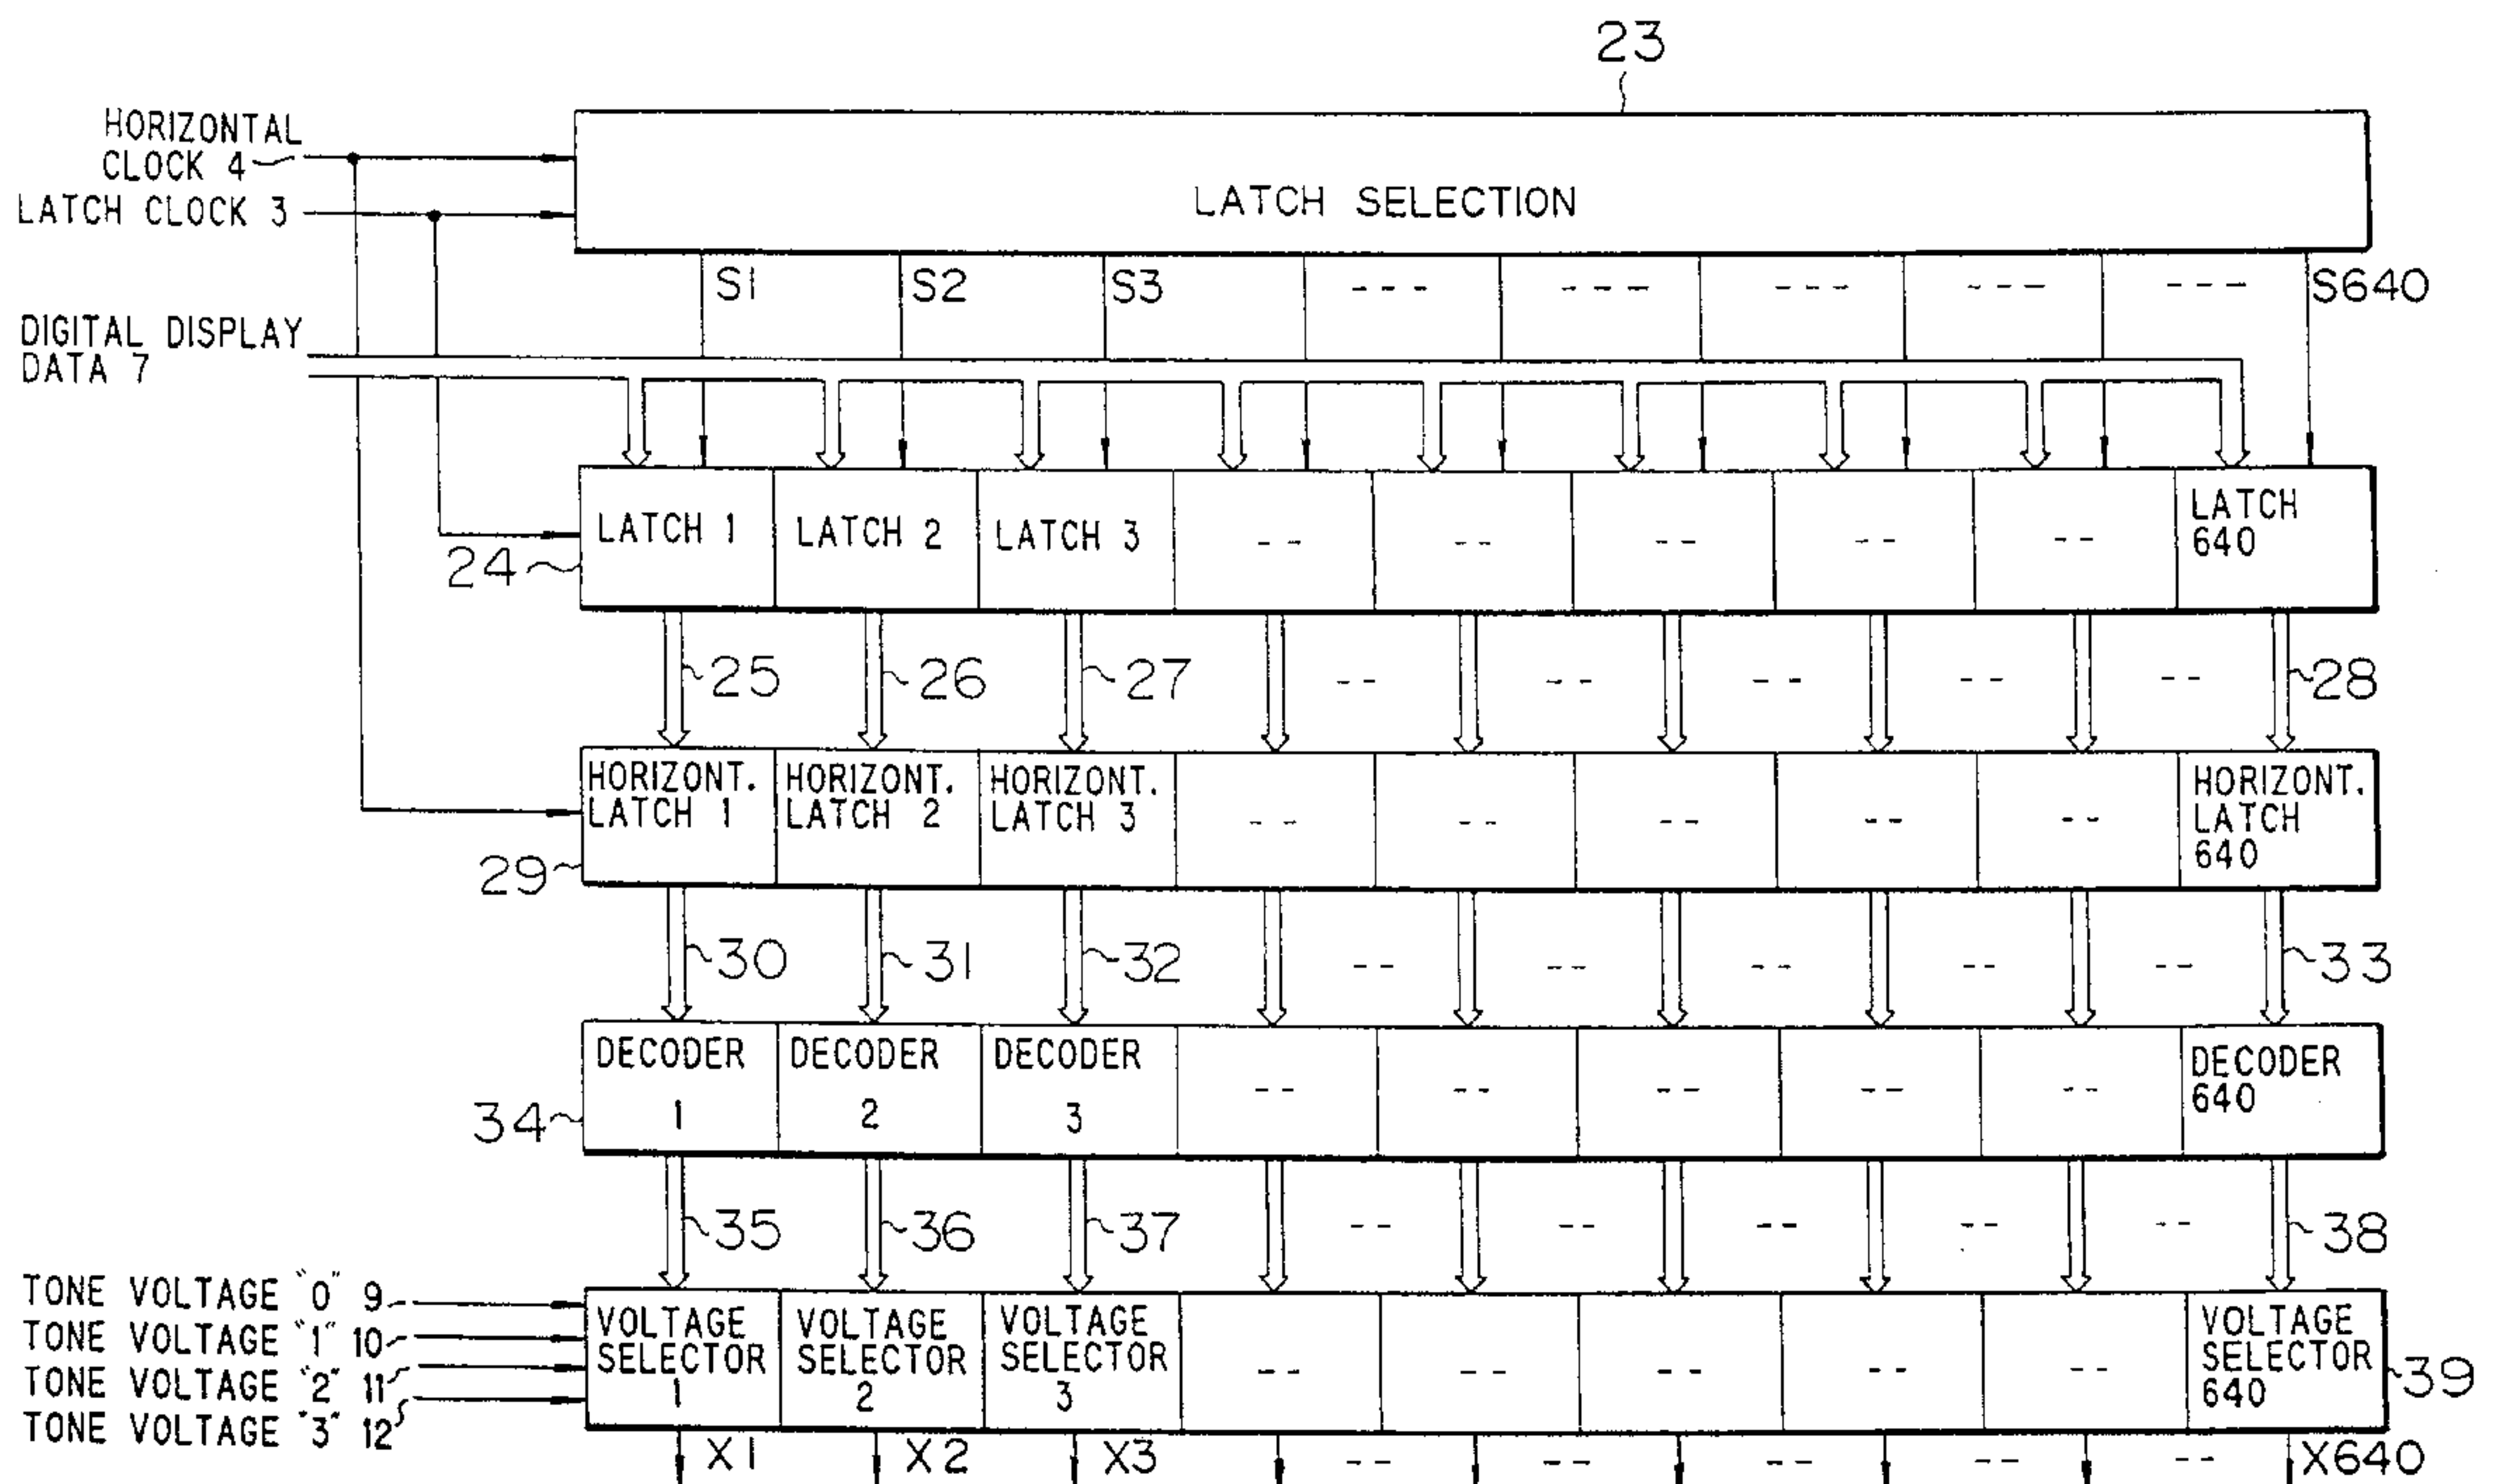 23
HORIZONTAL
CLOCK 4
LATCH CLOCK 3
LATCH SELECTION
S1 S2 S3 --- --- --- --- --- S640
DIGITAL DISPLAY
DATA 7
LATCH 1 LATCH 2 LATCH 3 -- -- -- -- -- LATCH
640
24
25 26 27 -- -- -- -- -- 28
HORIZONT. HORIZONT. HORIZONT. HORIZONT.
LATCH 1 LATCH 2 LATCH 3 -- -- -- -- -- LATCH
640
29
30 31 32 -- -- -- -- -- 33
DECODER DECODER DECODER DECODER
1 2 3 -- -- -- -- -- 640
34
35 36 37 -- -- -- -- -- 38
TONE VOLTAGE "0" 9
TONE VOLTAGE "1" 10
TONE VOLTAGE "2" 11
TONE VOLTAGE "3" 12
VOLTAGE VOLTAGE VOLTAGE VOLTAGE
SELECTOR SELECTOR SELECTOR -- -- -- -- -- SELECTOR
1 2 3 640
39
X1 X2 X3 -- -- -- -- -- X640